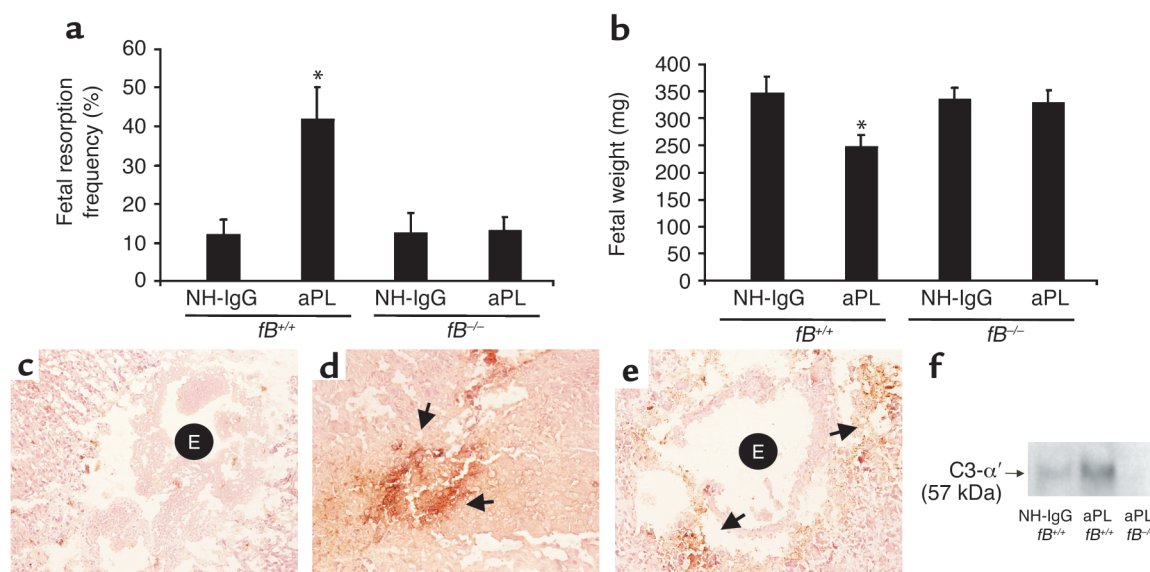 a
Fetal resorption
frequency (%)
60
50
40
30
20
10
0
*
NH-IgG aPL NH-IgG aPL
fB+/+ fB–/–
b
Fetal weight (mg)
400
350
300
250
200
150
100
50
0
*
NH-IgG aPL NH-IgG aPL
fB+/+ fB–/–
c
E
d
e
E
f
C3-α′
(57 kDa)
NH-IgG aPL aPL
fB+/+ fB+/+ fB–/–